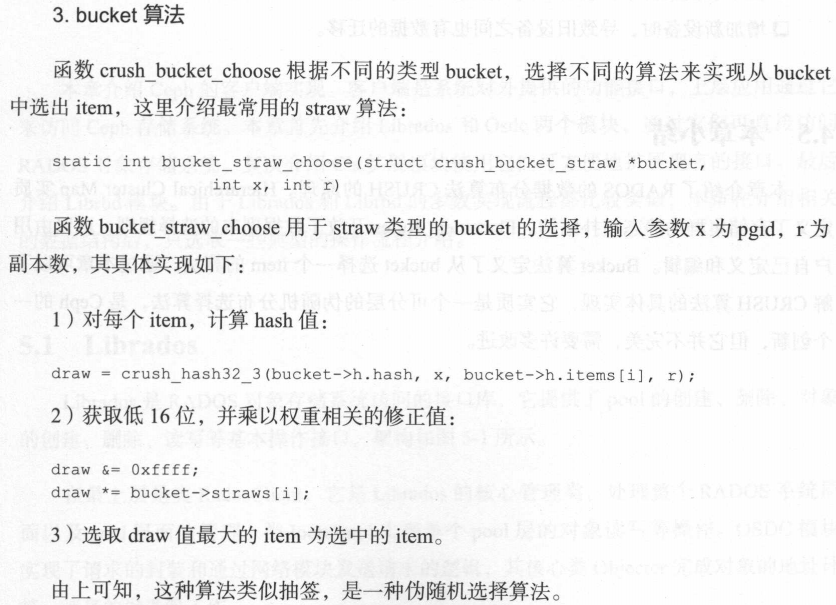 3. bucket 算法
函数 crush_bucket_choose 根据不同的类型 bucket，选择不同的算法来实现从 bucket
中选出 item，这里介绍最常用的 straw 算法：
static int bucket_straw_choose(struct crush_bucket_straw *bucket,
int x, int r)
函数 bucket_straw_choose 用于 straw 类型的 bucket 的选择，输入参数 x 为 pgid，r 为
副本数，其具体实现如下：
1）对每个 item，计算 hash 值：
draw = crush_hash32_3(bucket->h.hash, x, bucket->h.items[i], r);
2）获取低 16 位，并乘以权重相关的修正值：
draw &= 0xffff;
draw *= bucket->straws[i];
3）选取 draw 值最大的 item 为选中的 item。
由上可知，这种算法类似抽签，是一种伪随机选择算法。